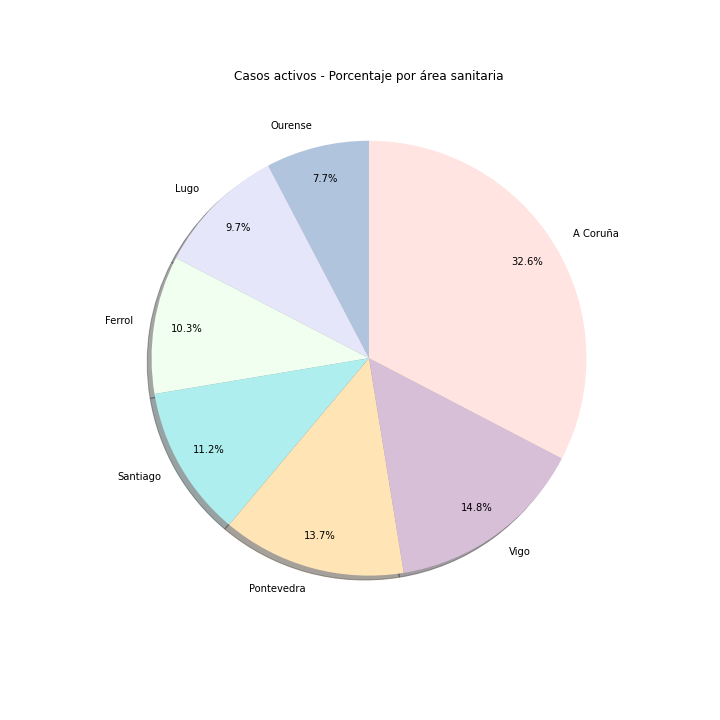 Casos activos - Porcentaje por área sanitaria
Ourense
7.7%
Lugo
9.7%
A Coruña
32.6%
Ferrol
10.3%
Santiago
11.2%
Vigo
14.8%
Pontevedra
13.7%